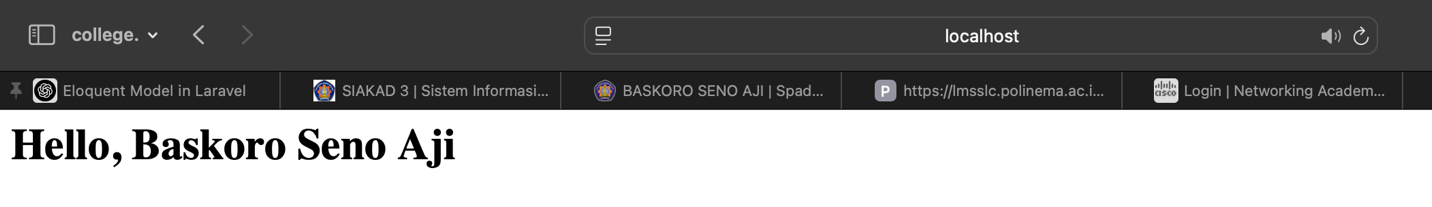 college.
localhost
Eloquent Model in Laravel
SIAKAD 3 | Sistem Informasi...
BASKORO SENO AJI | Spad...
P
https://lmsslc.polinema.ac.i...
cisco
Login | Networking Academ...
Hello, Baskoro Seno Aji